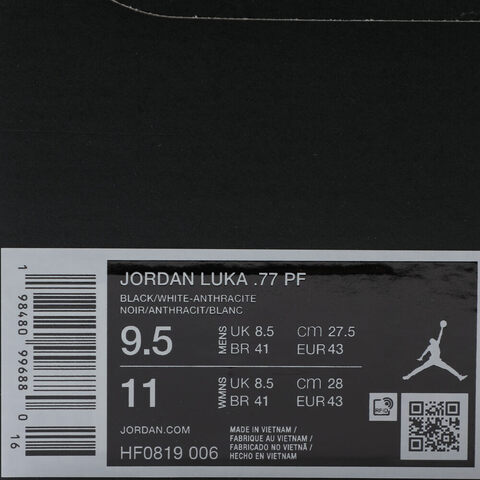 JORDAN LUKA .77 PF
BLACK/WHITE-ANTHRACITE
NOIR/ANTHRACIT/BLANC
9.5 MENS UK 8.5 CM 27.5
BR 41 EUR 43
11 WMNS UK 8.5 CM 28
BR 41 EUR 43
JORDAN.COM
HF0819 006
MADE IN VIETNAM /
FABRIQUE AU VIETNAM /
FABRICADO NO VIETNÃ /
HECHO EN VIETNAM
RFID
1 98480 99688 0 16